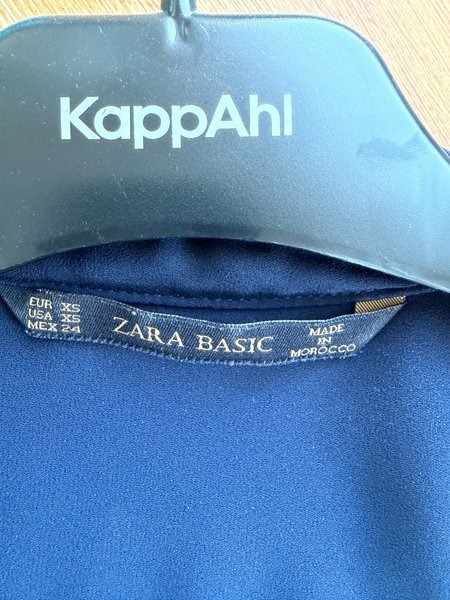 KappAhl
EUR XS
USA XS
MEX 24
ZARA BASIC
MADE
IN
MOROCCO